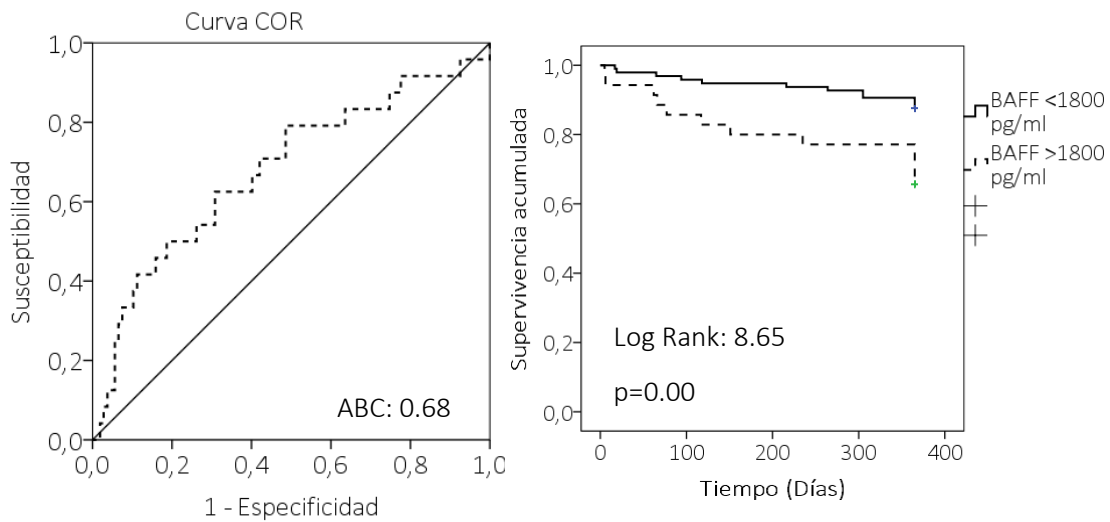 Curva COR
Susceptibilidad
1,0
0,8
0,6
0,4
0,2
0,0
0,0
0,2
0,4
0,6
0,8
1,0
ABC: 0.68
1 - Especificidad
Supervivencia acumulada
1,0
0,8
0,6
0,4
0,2
0,0
0
100
200
300
400
Log Rank: 8.65
p=0.00
Tiempo (Días)
BAFF <1800
pg/ml
BAFF >1800
pg/ml